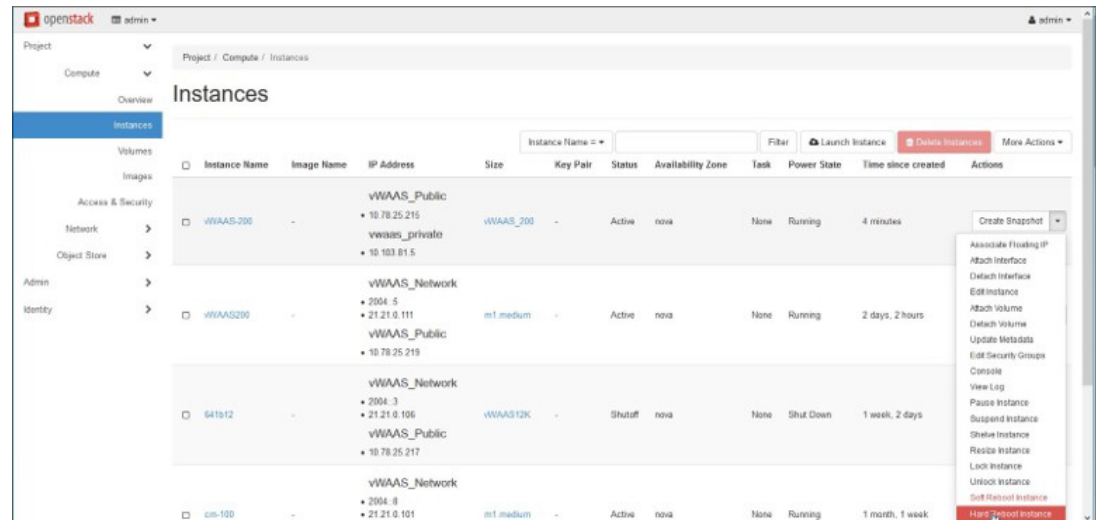 openstack admin
admin
Project
Compute
Overview
Instances
Volumes
Images
Access & Security
Network
Object Store
Admin
Identity
Project / Compute / Instances
Instances
Instance Name = Filter Launch Instance Delete Instances More Actions
Instance Name Image Name IP Address Size Key Pair Status Availability Zone Task Power State Time since created Actions
vWAAS_Public
• 10.78.25.215
vWAAS-200 - vWAAS_200 - Active nova None Running 4 minutes Create Snapshot
vwaas_private
• 10.103.81.5
vWAAS_Network
• 2004::5
• 21.21.0.111
vWAAS200 - m1.medium - Active nova None Running 2 days, 2 hours
vWAAS_Public
• 10.78.25.219
vWAAS_Network
• 2004::3
• 21.21.0.106
641b12 - vWAAS12K - Shutoff nova None Shut Down 1 week, 2 days
vWAAS_Public
• 10.78.25.217
vWAAS_Network
• 2004::8
• 21.21.0.101
cm-100 - m1.medium - Active nova None Running 1 month, 1 week
Associate Floating IP
Attach Interface
Detach Interface
Edit Instance
Attach Volume
Detach Volume
Update Metadata
Edit Security Groups
Console
View Log
Pause Instance
Suspend Instance
Shelve Instance
Resize Instance
Lock Instance
Unlock Instance
Soft Reboot Instance
Hard Reboot Instance